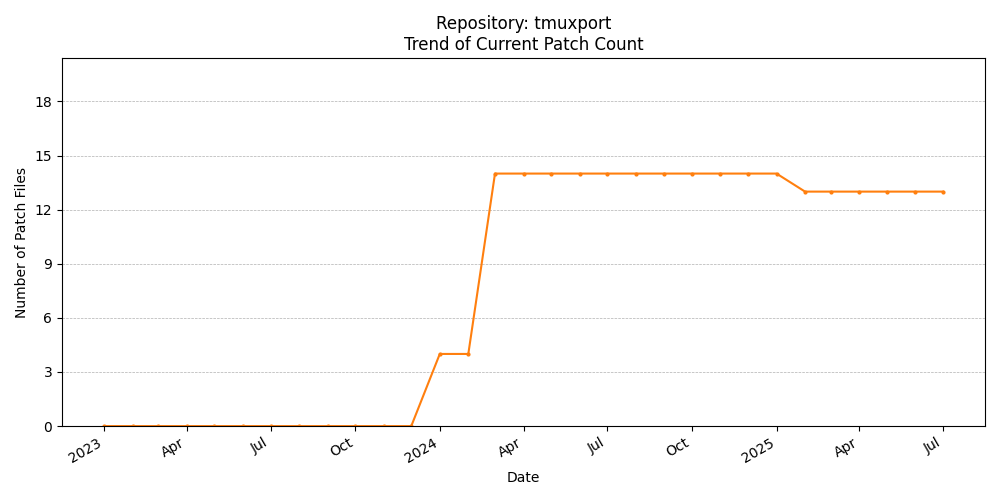 Repository: tmuxport
Trend of Current Patch Count
Number of Patch Files
18
15
12
9
6
3
0
2023 Apr Jul Oct 2024 Apr Jul Oct 2025 Apr Jul
Date